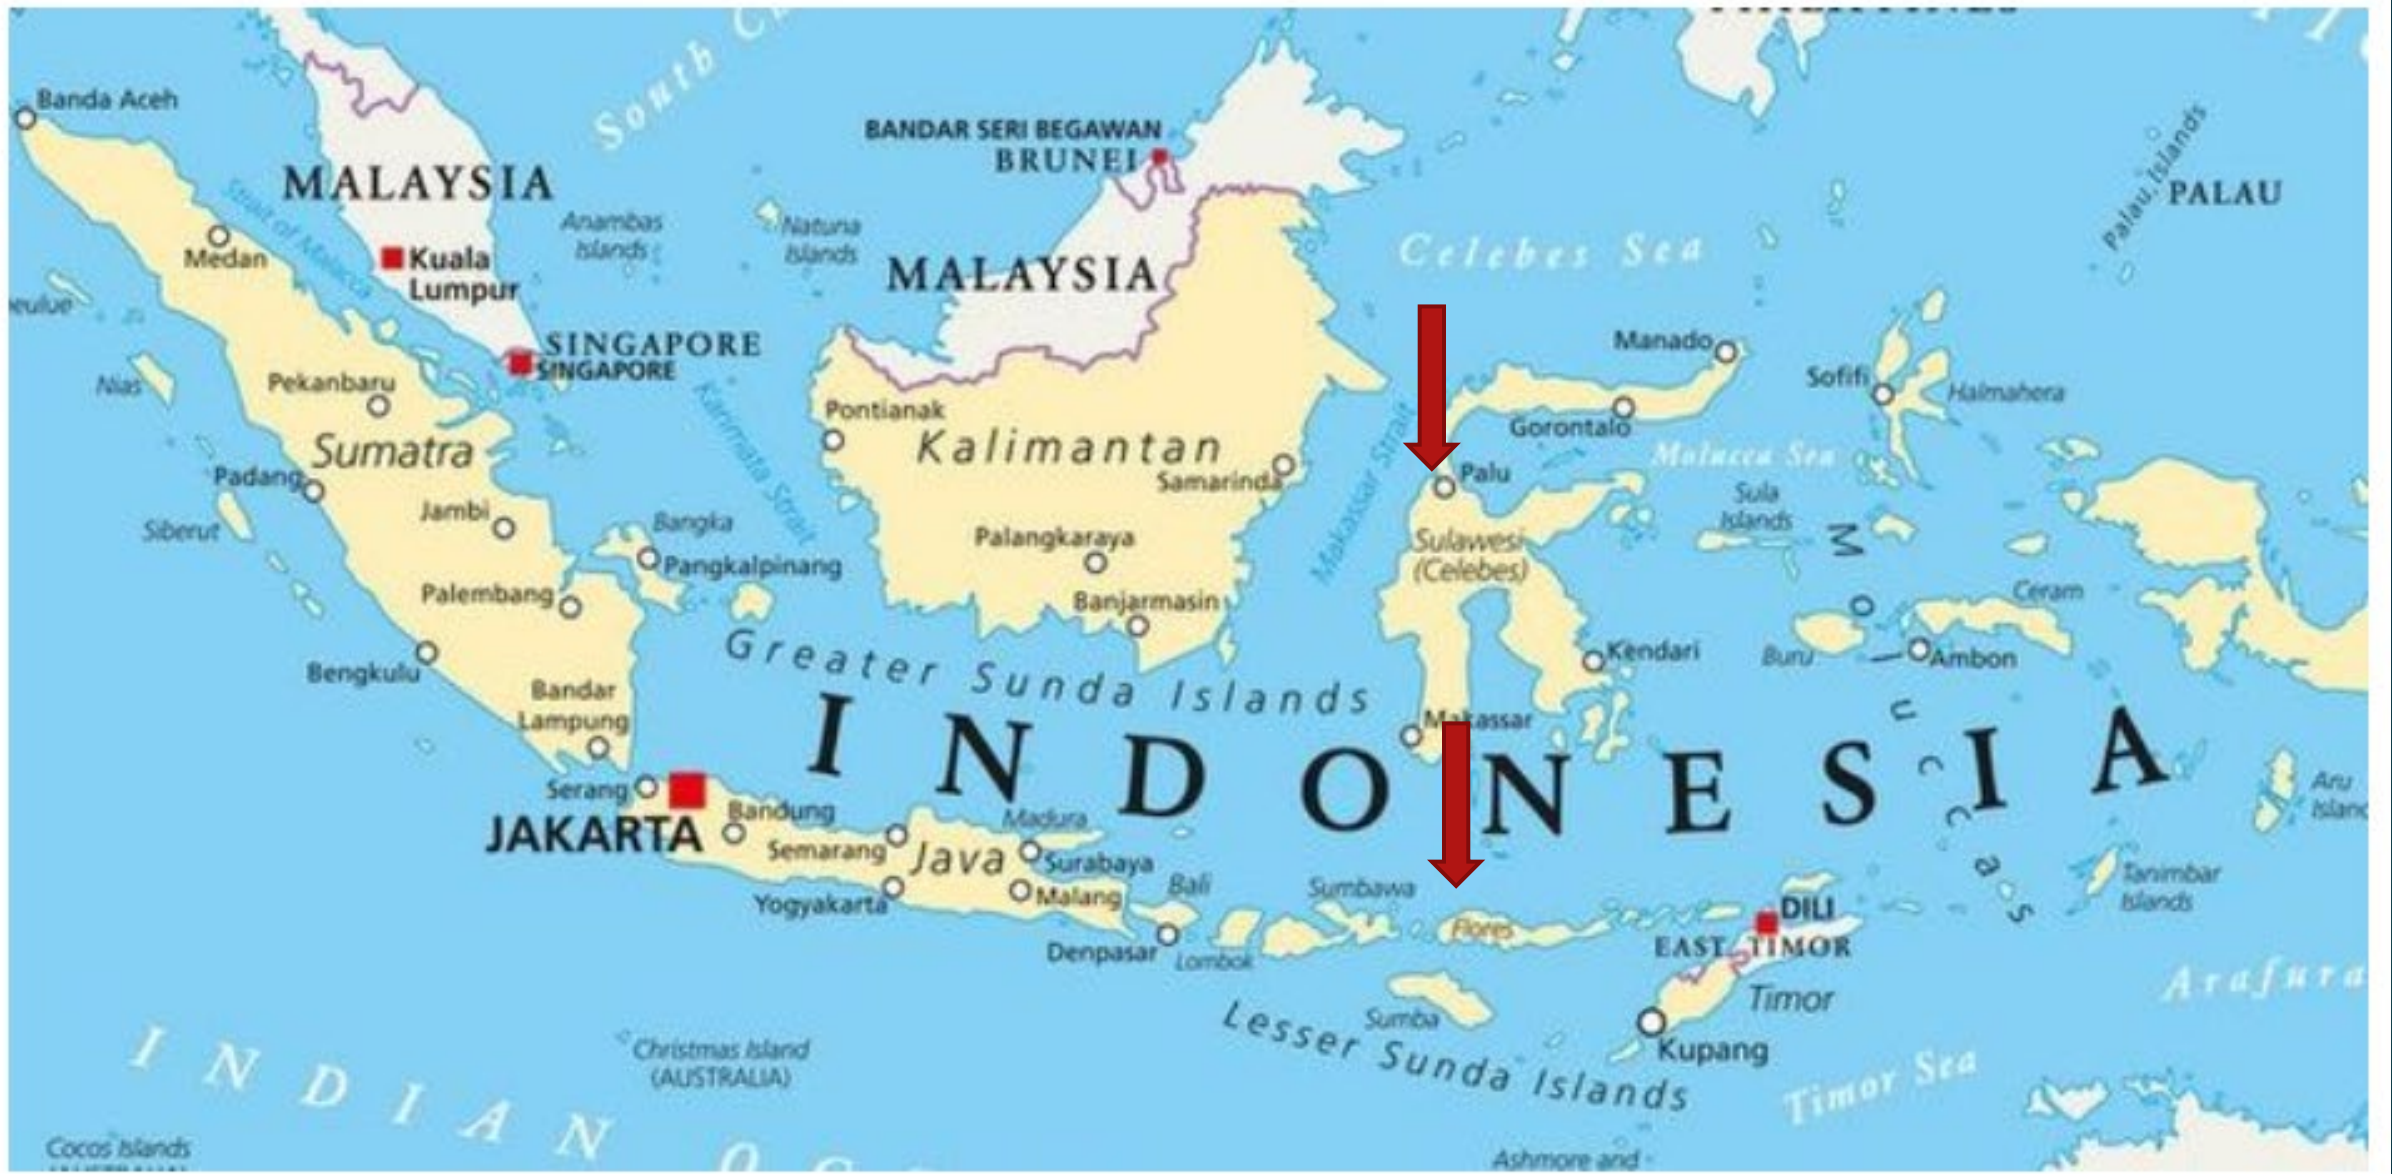 South
Banda Aceh
BANDAR SERI BEGAWAN
BRUNEI
MALAYSIA
Palau Islands
PALAU
Strait of Malacca
Anambas
Islands
Natuna
Islands
Medan
Kuala
Lumpur
MALAYSIA
Celebes Sea
eulue
SINGAPORE
SINGAPORE
Manado
Nias
Pekanbaru
Karimata Strait
Pontianak
Kalimantan
Makassar Strait
Gorontalo
Sofifi
Halmahera
Sumatra
Padang
Samarinda
Palu
Molucca Sea
Sula
Islands
Siberut
Jambi
Bangka
Pangkalpinang
Palangkaraya
Sulawesi
(Celebes)
Moluccas
Palembang
Banjarmasin
Ceram
Bengkulu
Greater Sunda Islands
Kendari
Buru
Ambon
Bandar
Lampung
Makassar
INDONESIA
Serang
JAKARTA
Bandung
Semarang
Java
Madura
Surabaya
Aru
Islanc
Yogyakarta
Malang
Bali
Sumbawa
Tanimbar
Islands
Denpasar
Lombok
Flores
DILI
EAST TIMOR
Timor
Arafura
Sumba
Lesser Sunda Islands
Kupang
INDIAN O
Christmas Island
(AUSTRALIA)
Timor Sea
Cocos Islands
Ashmore and